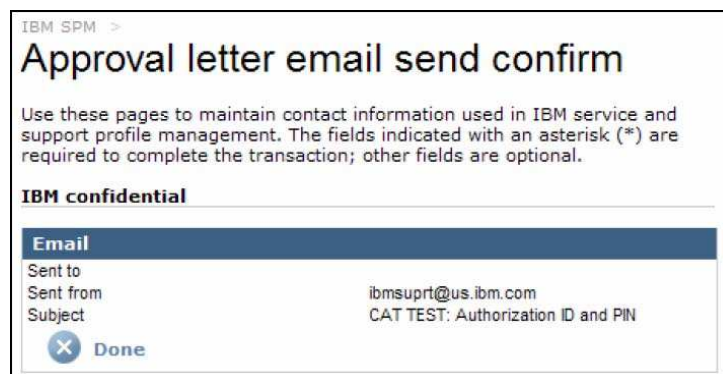 IBM SPM >
Approval letter email send confirm
Use these pages to maintain contact information used in IBM service and
support profile management. The fields indicated with an asterisk (*) are
required to complete the transaction; other fields are optional.
IBM confidential
Email
Sent to
Sent from ibmsuprt@us.ibm.com
Subject CAT TEST: Authorization ID and PIN
Done